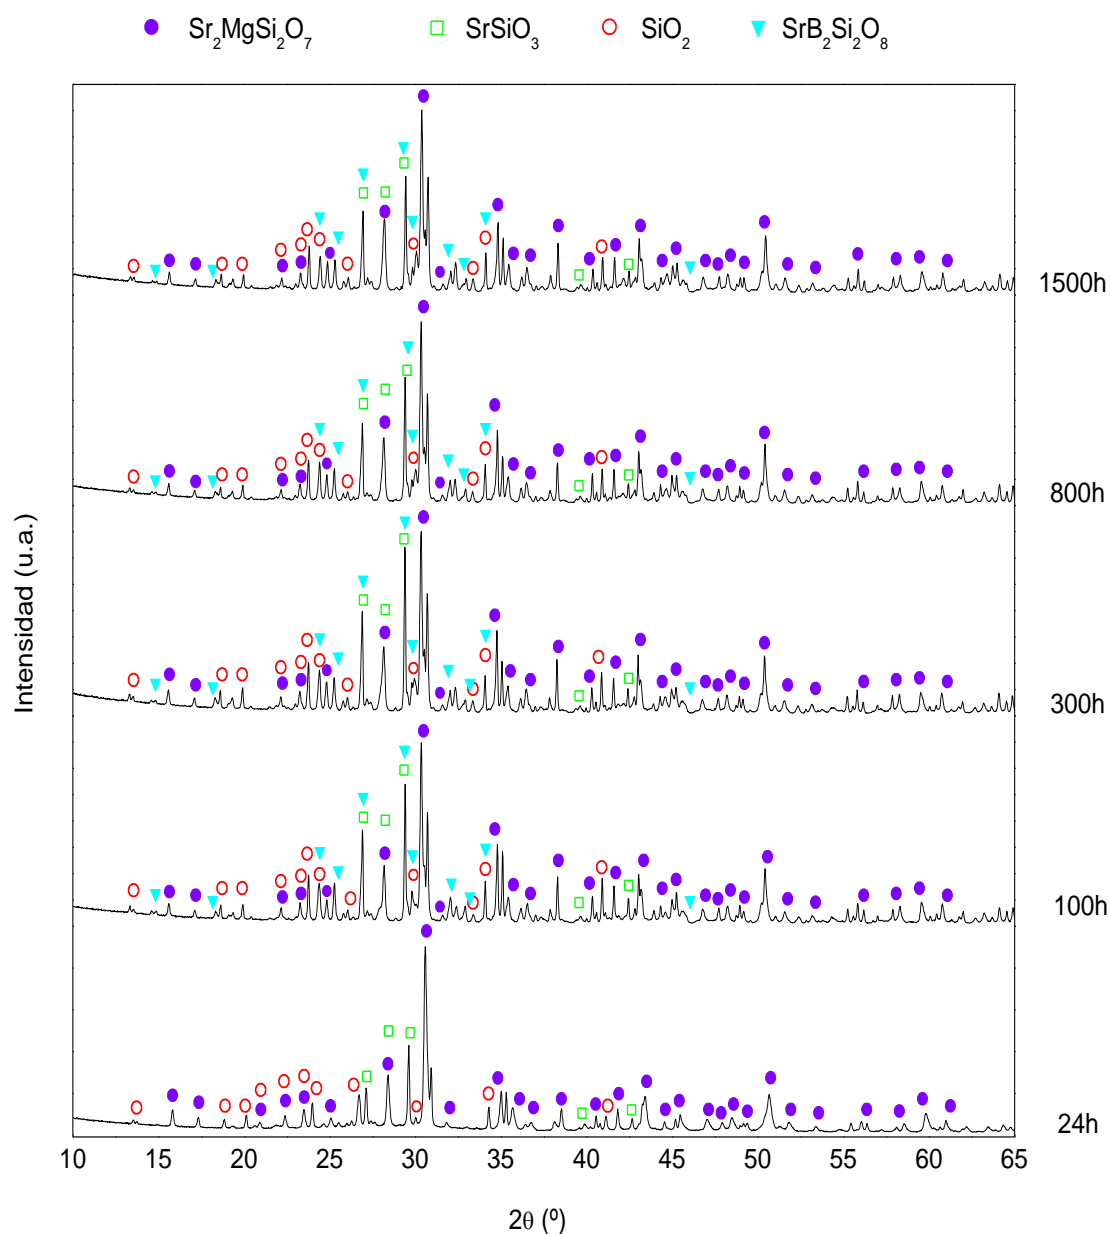 Sr2MgSi2O7 SrSiO3 SiO2 SrB2Si2O8
1500h
800h
300h
100h
24h
Intensidad (u.a.)
10 15 20 25 30 35 40 45 50 55 60 65
2θ (º)